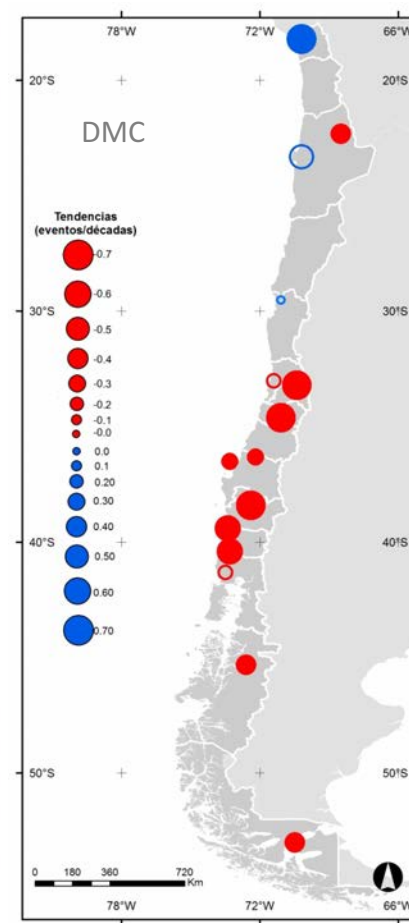 78°W 72°W 66°W
20°S 20°S
DMC
Tendencias
(eventos/décadas)
-0.7
-0.6
-0.5
-0.4
-0.3
-0.2
-0.1
-0.0
0.0
0.1
0.20
0.30
0.40
0.50
0.60
0.70
30°S 30°S
40°S 40°S
50°S 50°S
0 180 360 720
Km
78°W 72°W 66°W